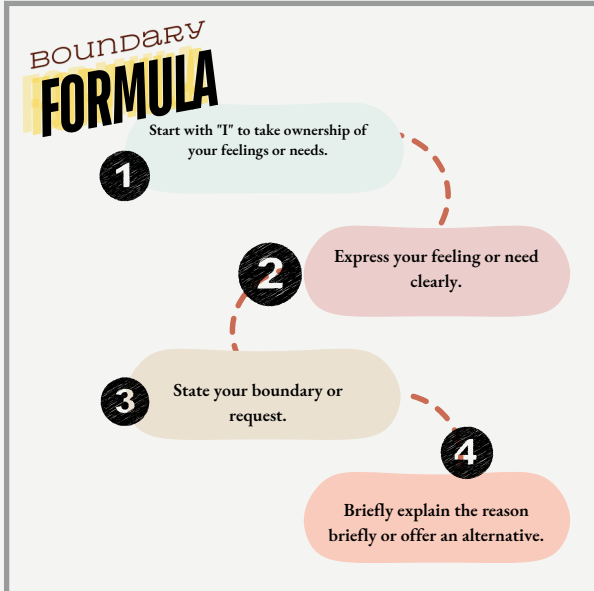 BOUNDARY
FORMULA
1
Start with "I" to take ownership of
your feelings or needs.
2
Express your feeling or need
clearly.
3
State your boundary or
request.
4
Briefly explain the reason
briefly or offer an alternative.